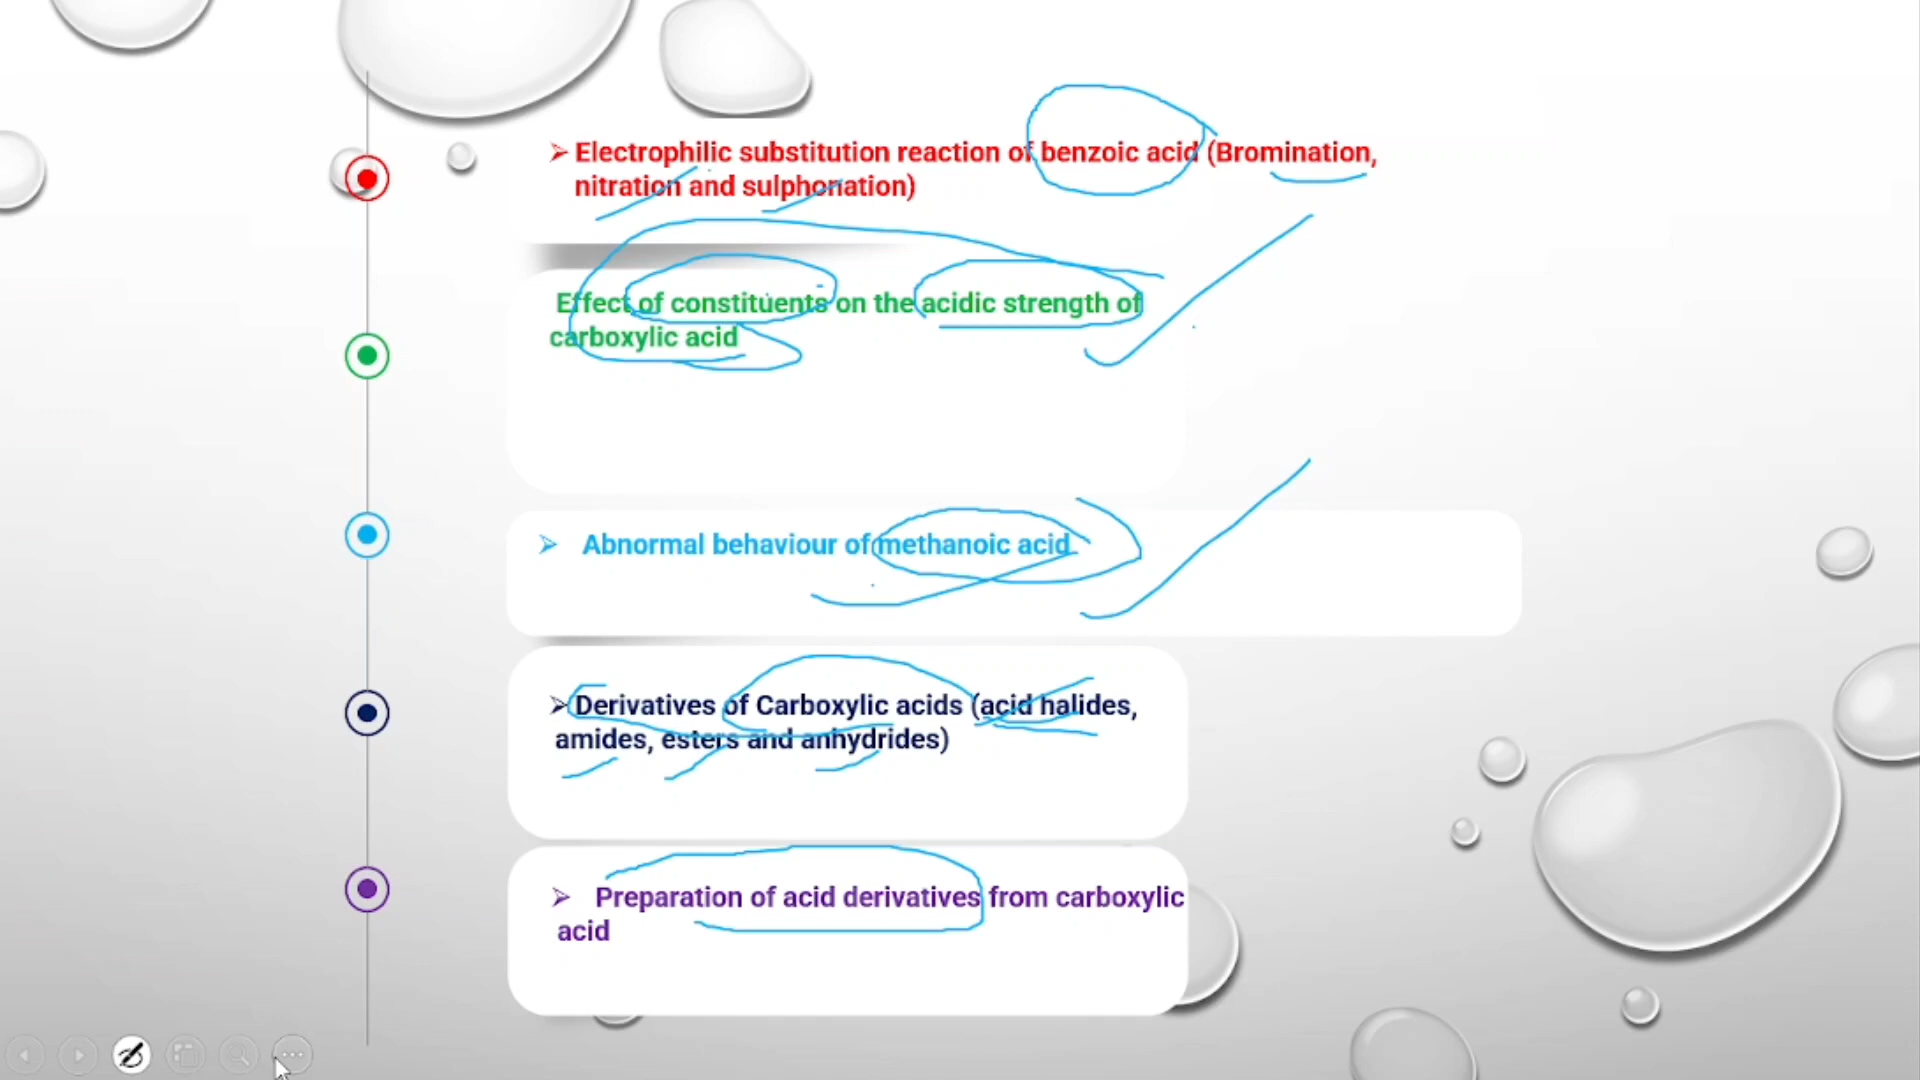 ➢ Electrophilic substitution reaction of benzoic acid (Bromination,
nitration and sulphonation)
Effect of constituents on the acidic strength of
carboxylic acid
➢ Abnormal behaviour of methanoic acid
➢ Derivatives of Carboxylic acids (acid halides,
amides, esters and anhydrides)
➢ Preparation of acid derivatives from carboxylic
acid